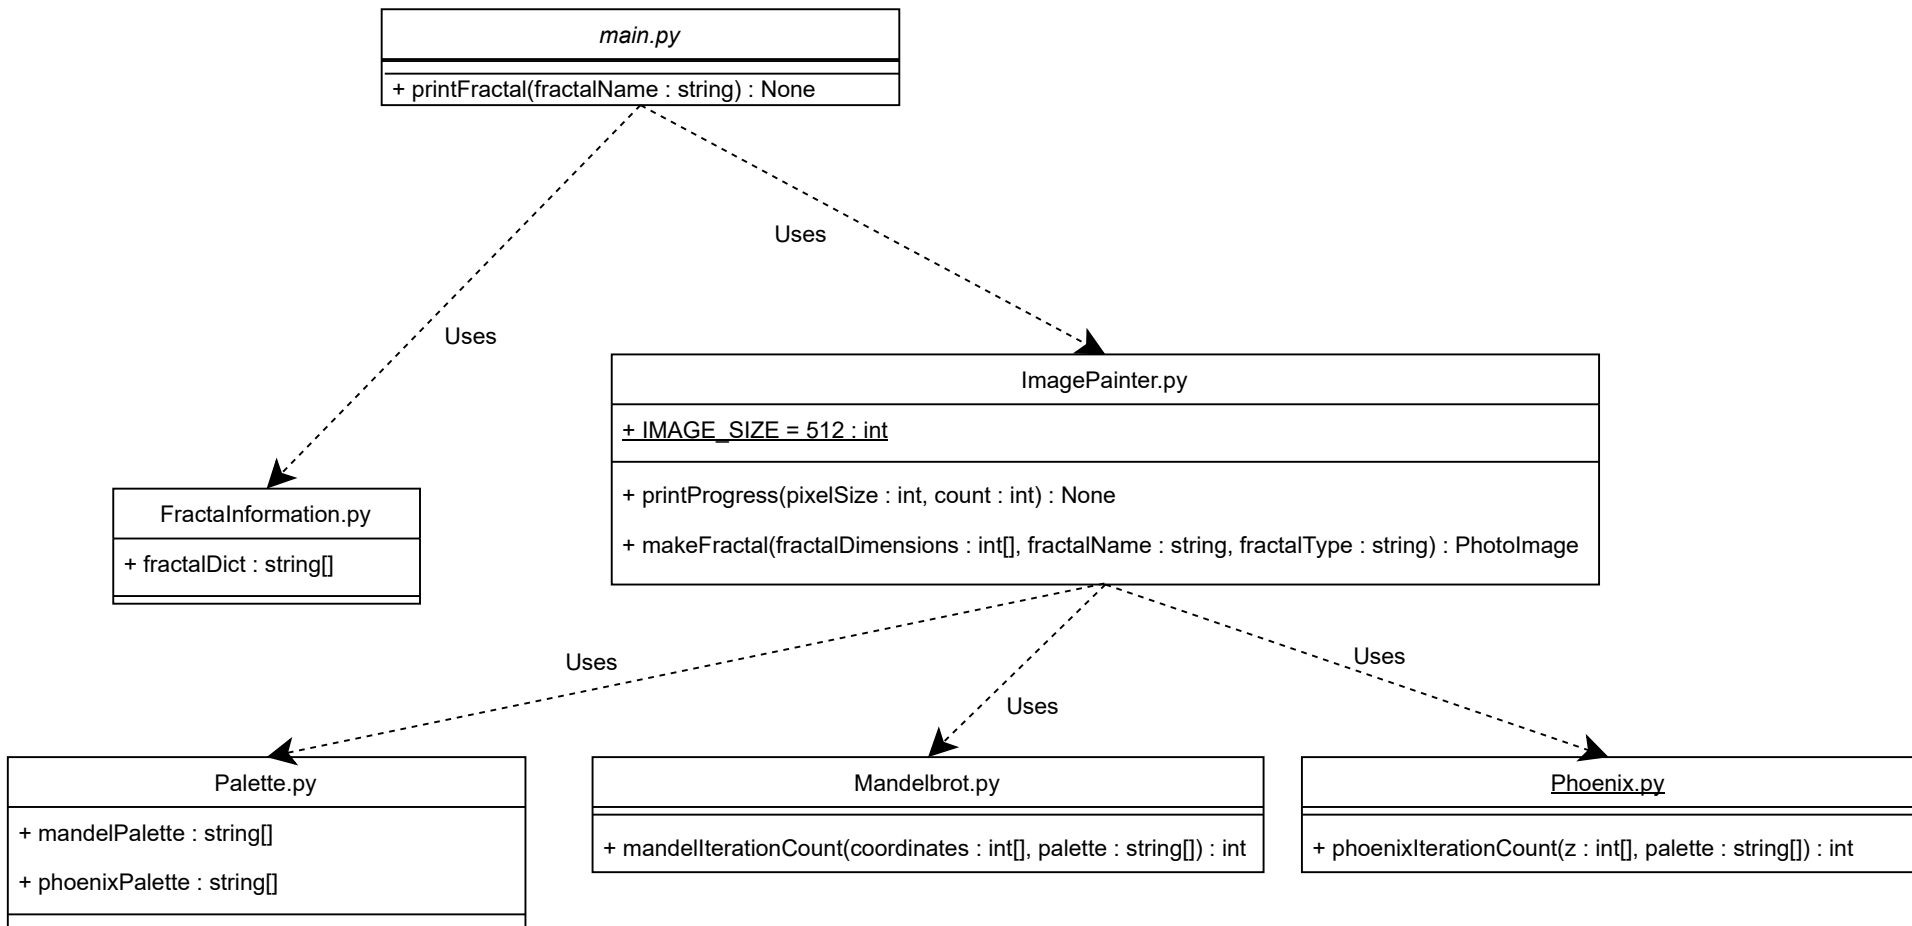 main.py
+ printFractal(fractalName : string) : None
Uses
Uses
ImagePainter.py
+ IMAGE_SIZE = 512 : int
+ printProgress(pixelSize : int, count : int) : None
+ makeFractal(fractalDimensions : int[], fractalName : string, fractalType : string) : PhotoImage
FractaInformation.py
+ fractalDict : string[]
Uses
Uses
Uses
Palette.py
+ mandelPalette : string[]
+ phoenixPalette : string[]
Mandelbrot.py
+ mandelIterationCount(coordinates : int[], palette : string[]) : int
Phoenix.py
+ phoenixIterationCount(z : int[], palette : string[]) : int